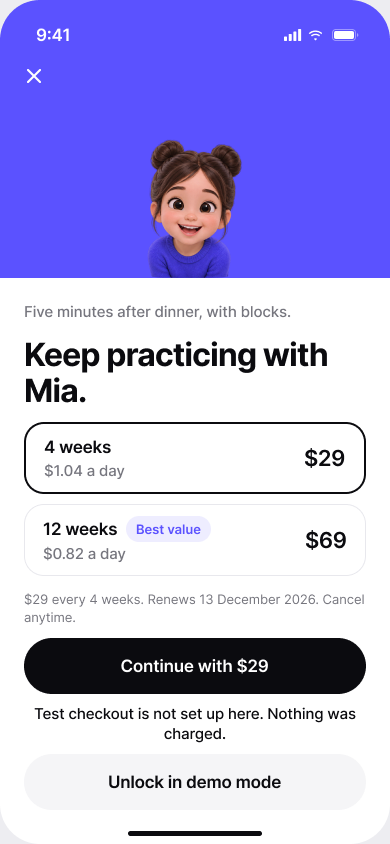 9:41
Five minutes after dinner, with blocks.
Keep practicing with
Mia.
4 weeks
$1.04 a day
$29
12 weeks
Best value
$0.82 a day
$69
$29 every 4 weeks. Renews 13 December 2026. Cancel
anytime.
Continue with $29
Test checkout is not set up here. Nothing was
charged.
Unlock in demo mode